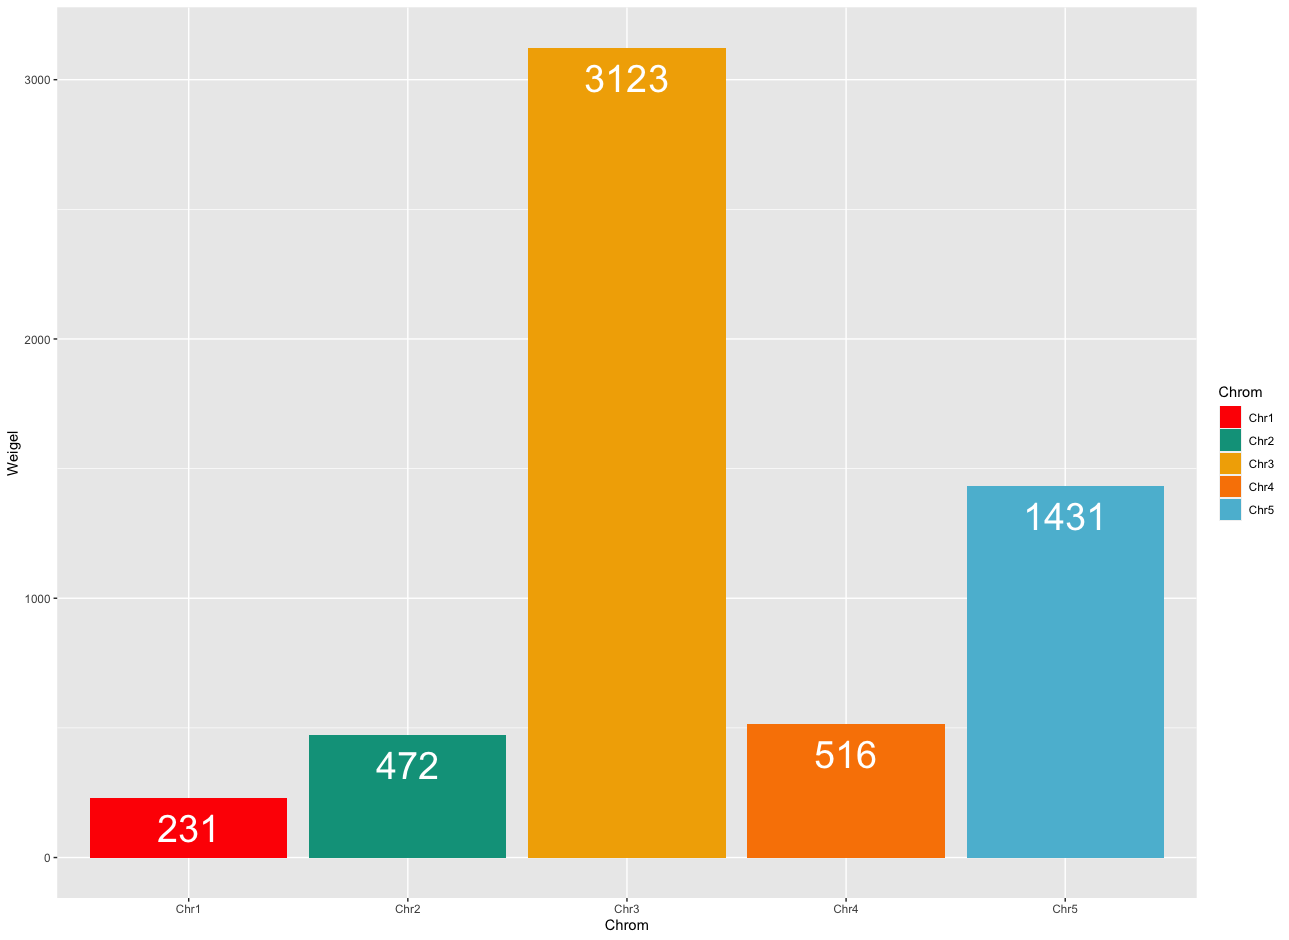 3000
2000
1000
0
Weigel
3123
1431
516
472
231
Chr1
Chr2
Chr3
Chr4
Chr5
Chrom
Chrom
Chr1
Chr2
Chr3
Chr4
Chr5